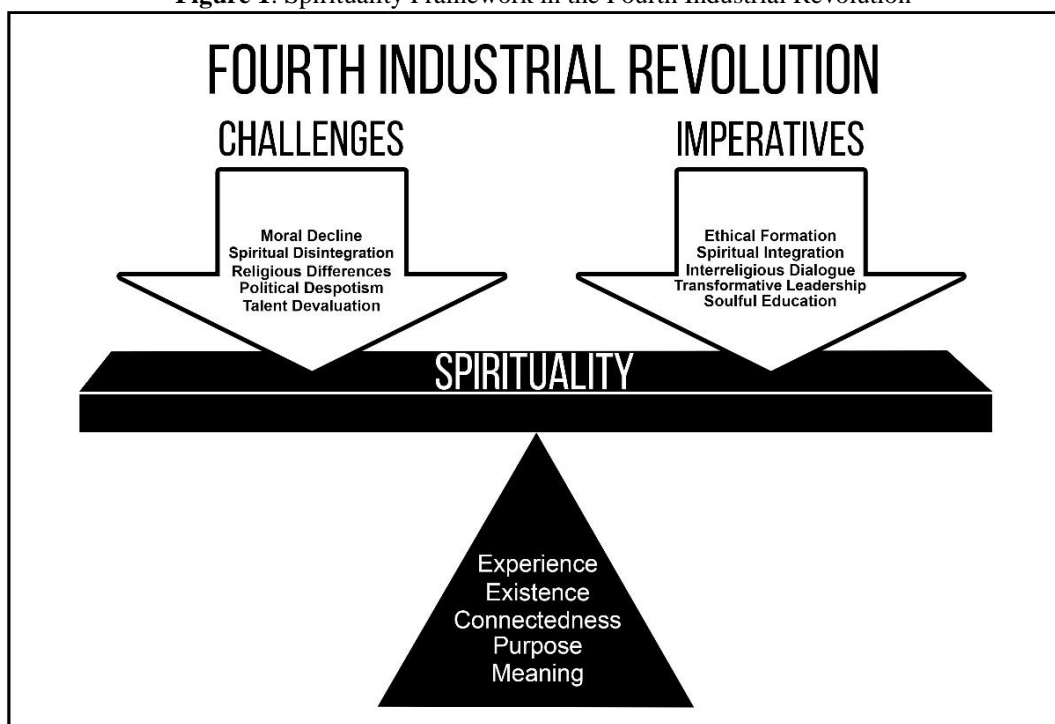 Figure 1. Spirituality Framework in the Fourth Industrial Revolution
FOURTH INDUSTRIAL REVOLUTION
CHALLENGES
Moral Decline
Spiritual Disintegration
Religious Differences
Political Despotism
Talent Devaluation
IMPERATIVES
Ethical Formation
Spiritual Integration
Interreligious Dialogue
Transformative Leadership
Soulful Education
SPIRITUALITY
Experience
Existence
Connectedness
Purpose
Meaning